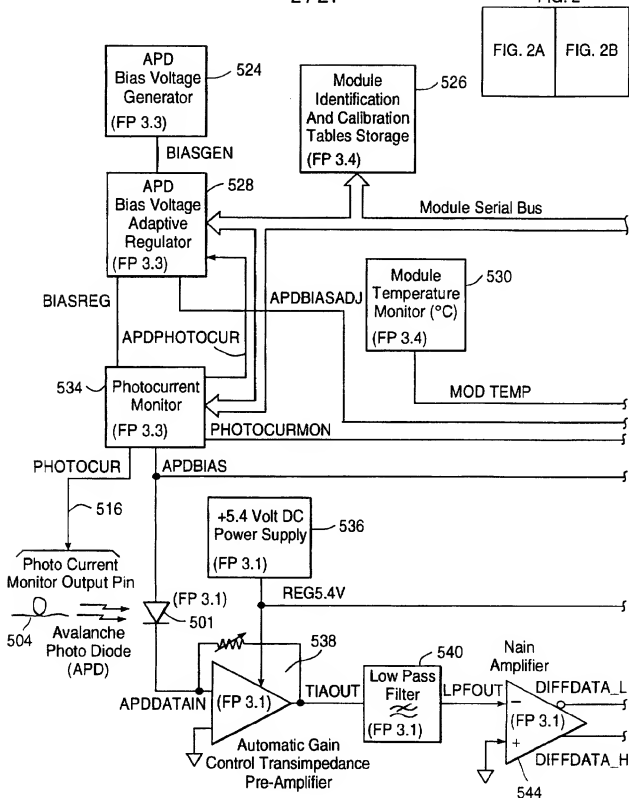 2 / 21
FIG. 2
FIG. 2A
FIG. 2B
APD
Bias Voltage
Generator
(FP 3.3)
524
BIASGEN
Module
Identification
And Calibration
Tables Storage
(FP 3.4)
526
APD
Bias Voltage
Adaptive
Regulator
(FP 3.3)
528
Module Serial Bus
BIASREG
APDPHOTOCUR
APDBIASADJ
Module
Temperature
Monitor (°C)
(FP 3.4)
530
MOD TEMP
534
Photocurrent
Monitor
(FP 3.3)
PHOTOCURMON
PHOTOCUR
APDBIAS
516
Photo Current
Monitor Output Pin
+5.4 Volt DC
Power Supply
(FP 3.1)
536
REG5.4V
504
(FP 3.1)
501
Avalanche
Photo Diode
(APD)
538
APDDATAIN
(FP 3.1)
TIAOUT
Automatic Gain
Control Transimpedance
Pre-Amplifier
540
Low Pass
Filter
(FP 3.1)
LPFOUT
Nain
Amplifier
DIFFDATA_L
−
(FP 3.1)
+
DIFFDATA_H
544